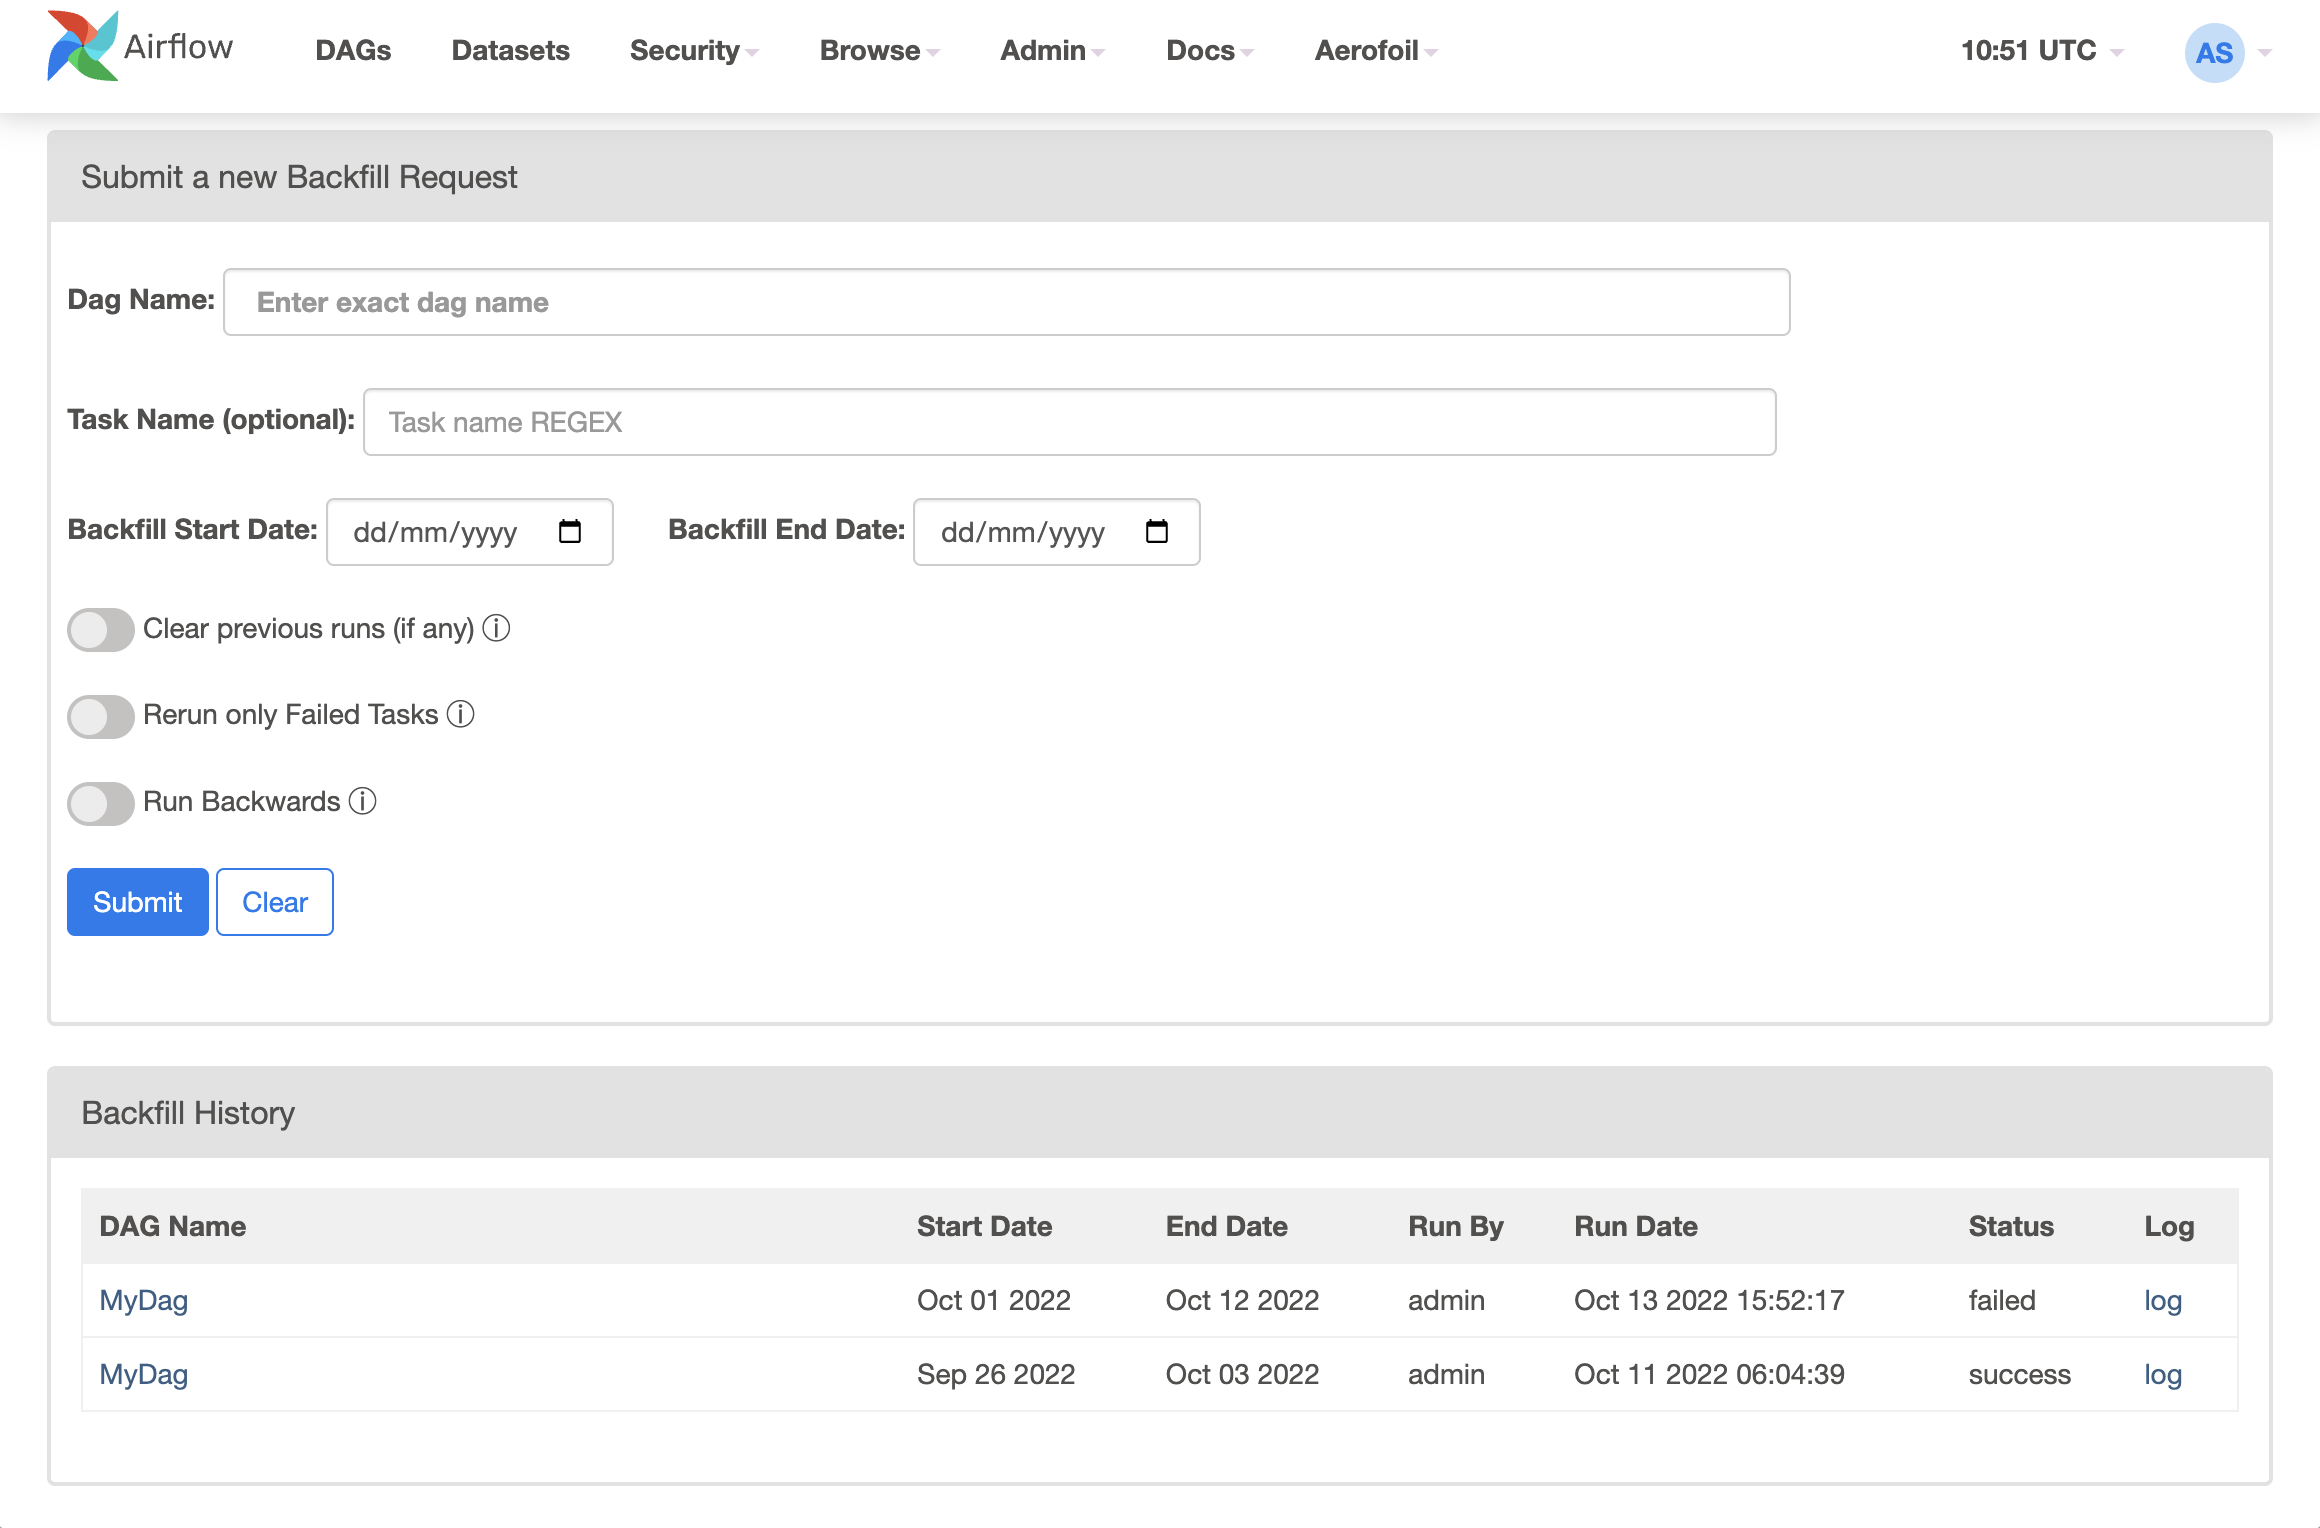 Airflow DAGs Datasets Security Browse Admin Docs Aerofoil 10:51 UTC AS
Submit a new Backfill Request
Dag Name: Enter exact dag name
Task Name (optional): Task name REGEX
Backfill Start Date: dd/mm/yyyy Backfill End Date: dd/mm/yyyy
Clear previous runs (if any) ⓘ
Rerun only Failed Tasks ⓘ
Run Backwards ⓘ
Submit Clear
Backfill History
DAG Name Start Date End Date Run By Run Date Status Log
MyDag Oct 01 2022 Oct 12 2022 admin Oct 13 2022 15:52:17 failed log
MyDag Sep 26 2022 Oct 03 2022 admin Oct 11 2022 06:04:39 success log